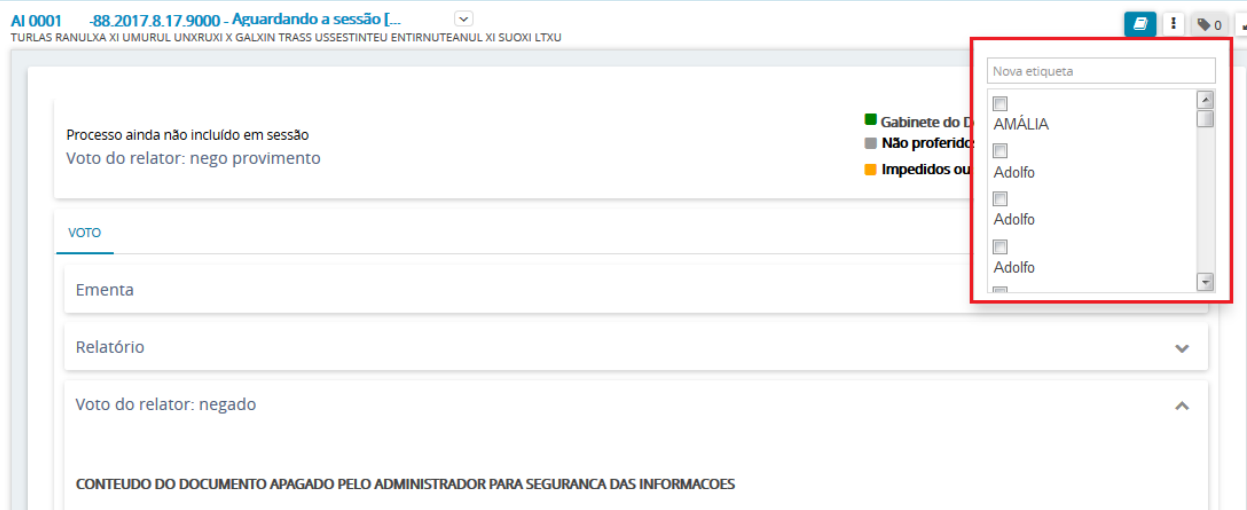 AI 0001 -88.2017.8.17.9000 - Aguardando a sessão [...
TURLAS RANULXA XI UMURUL UNXRUXI X GALXIN TRASS USSESTINTEU ENTIRNUTEANUL XI SUOXI LTXU
0
Nova etiqueta
AMÁLIA
Adolfo
Adolfo
Adolfo
Processo ainda não incluído em sessão
Voto do relator: nego provimento
Gabinete do D
Não proferido
Impedidos ou
VOTO
Ementa
Relatório
Voto do relator: negado
CONTEUDO DO DOCUMENTO APAGADO PELO ADMINISTRADOR PARA SEGURANCA DAS INFORMACOES